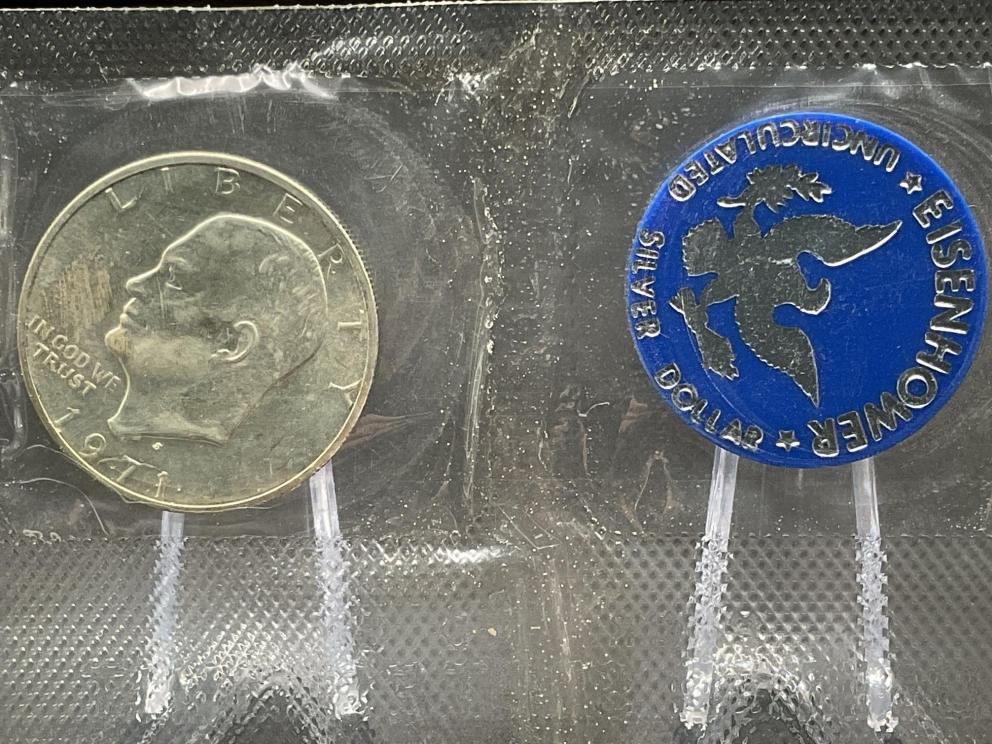 LIBERTY
IN GOD WE
TRUST
1971
S
EISENHOWER
UNCIRCULATED SILVER DOLLAR